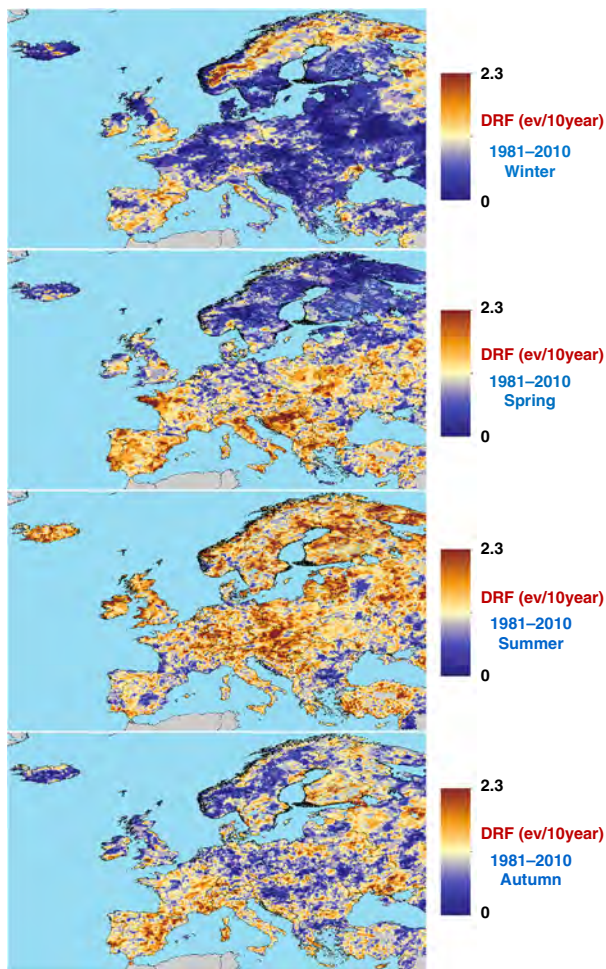 2.3
DRF (ev/10year)
1981–2010
Winter
0
2.3
DRF (ev/10year)
1981–2010
Spring
0
2.3
DRF (ev/10year)
1981–2010
Summer
0
2.3
DRF (ev/10year)
1981–2010
Autumn
0